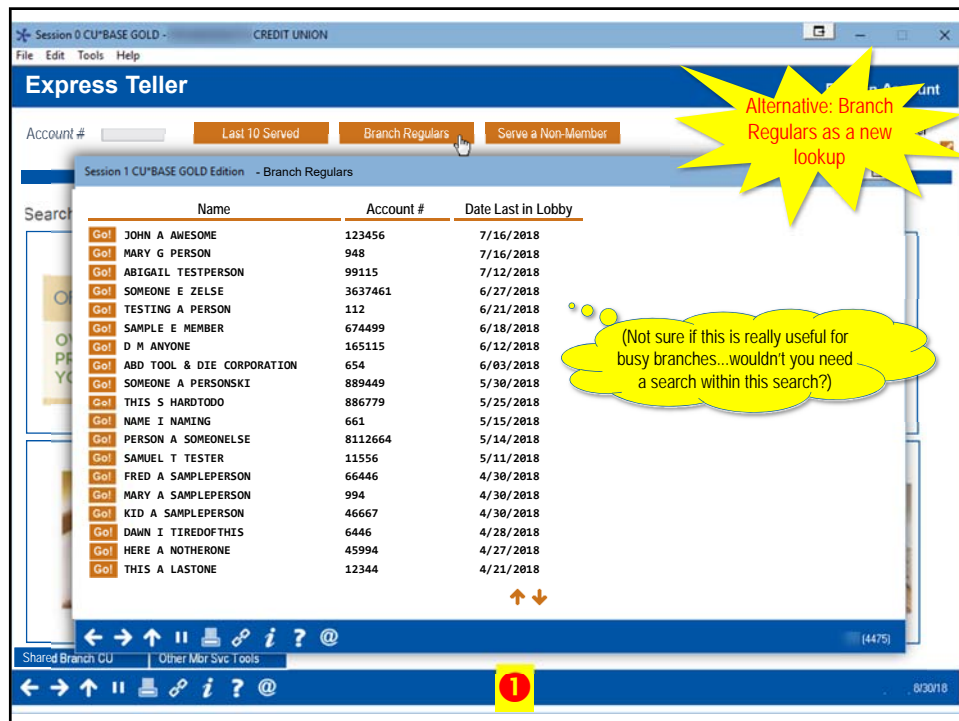 Session 0 CU*BASE GOLD - CREDIT UNION
File Edit Tools Help
Express Teller
Alternative: Branch
Regulars as a new
lookup
Account #
Last 10 Served
Branch Regulars
Serve a Non-Member
Session 1 CU*BASE GOLD Edition - Branch Regulars
Search
Name Account # Date Last in Lobby
Go! JOHN A AWESOME 123456 7/16/2018
Go! MARY G PERSON 948 7/16/2018
Go! ABIGAIL TESTPERSON 99115 7/12/2018
Go! SOMEONE E ZELSE 3637461 6/27/2018
Go! TESTING A PERSON 112 6/21/2018
Go! SAMPLE E MEMBER 674499 6/18/2018
Go! D M ANYONE 165115 6/12/2018
Go! ABD TOOL & DIE CORPORATION 654 6/03/2018
Go! SOMEONE A PERSONSKI 889449 5/30/2018
Go! THIS S HARDTODO 886779 5/25/2018
Go! NAME I NAMING 661 5/15/2018
Go! PERSON A SOMEONELSE 8112664 5/14/2018
Go! SAMUEL T TESTER 11556 5/11/2018
Go! FRED A SAMPLEPERSON 66446 4/30/2018
Go! MARY A SAMPLEPERSON 994 4/30/2018
Go! KID A SAMPLEPERSON 46667 4/30/2018
Go! DAWN I TIREDOFTHIS 6446 4/28/2018
Go! HERE A NOTHERONE 45994 4/27/2018
Go! THIS A LASTONE 12344 4/21/2018
(Not sure if this is really useful for
busy branches...wouldn't you need
a search within this search?)
(4475)
Shared Branch CU
Other Mbr Svc Tools
1
8/30/18